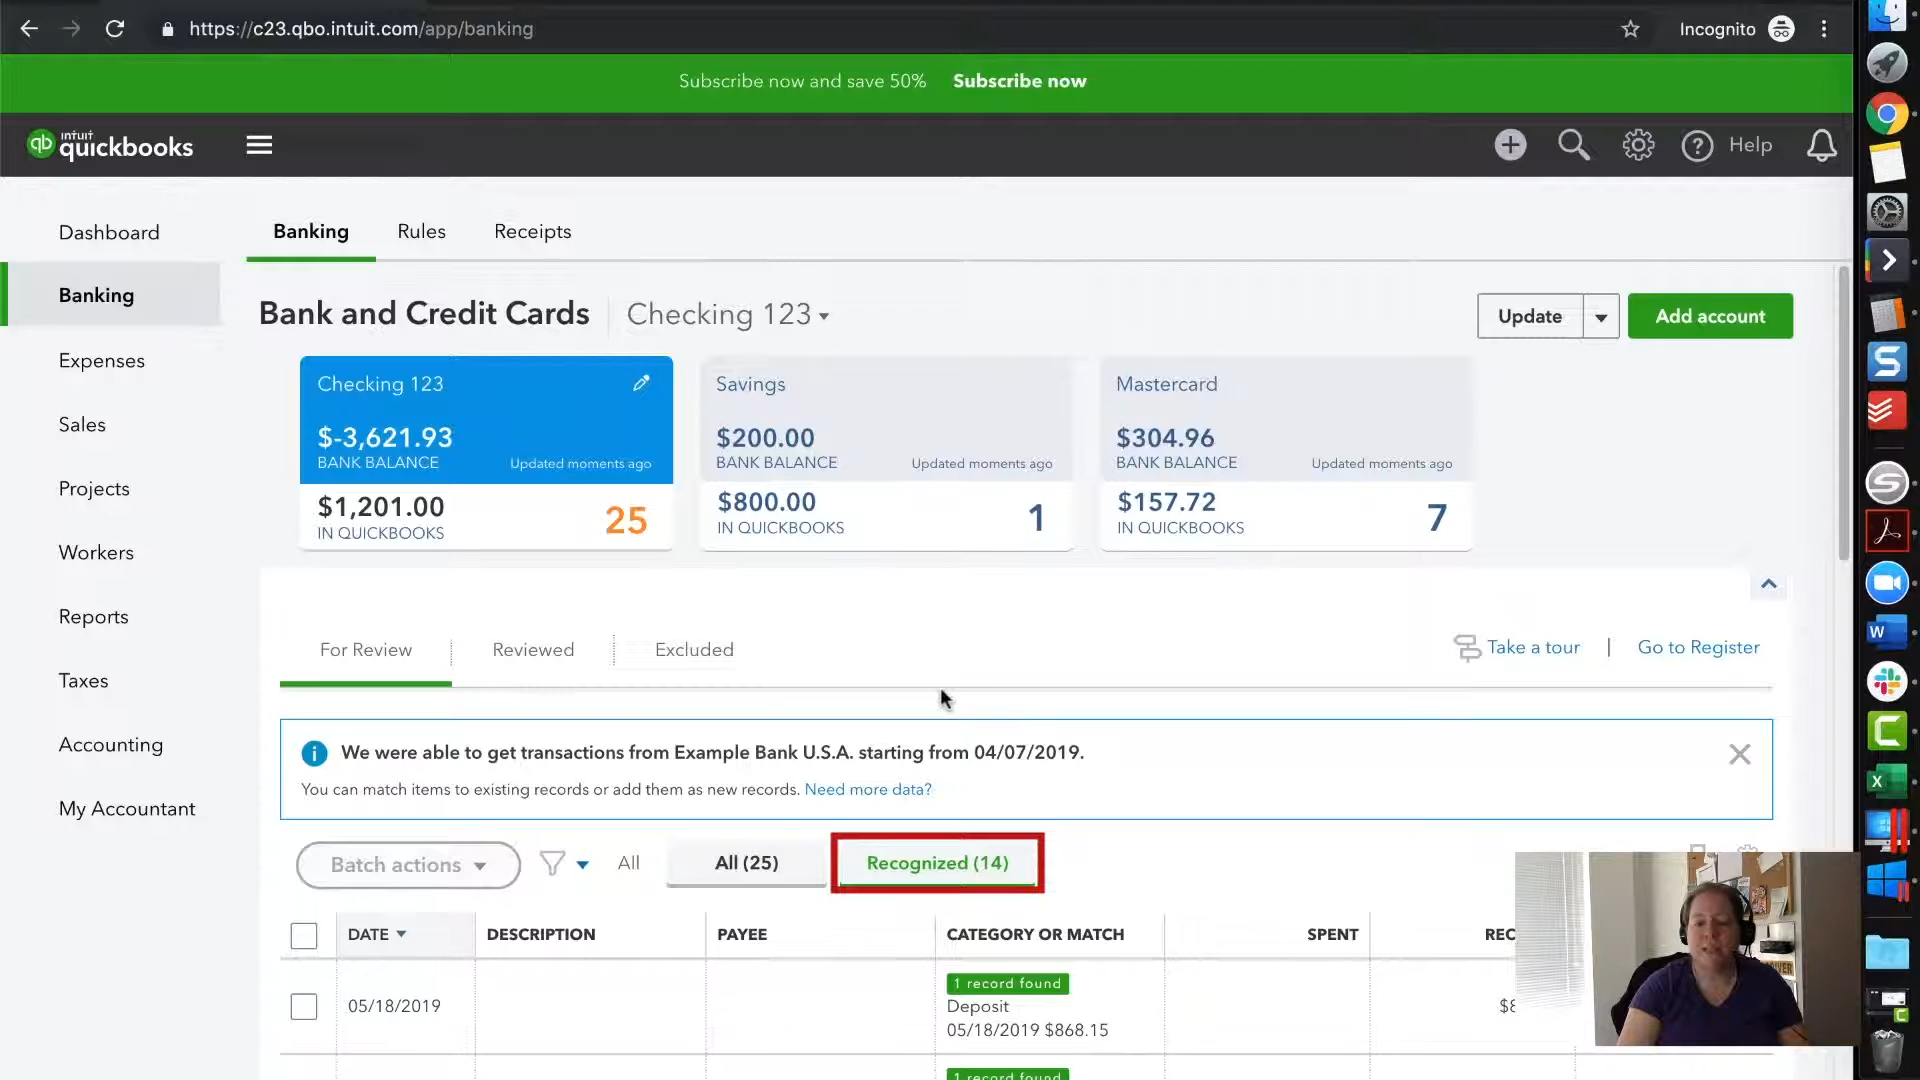 https://c23.qbo.intuit.com/app/banking
Incognito
Subscribe now and save 50% Subscribe now
qb intuit quickbooks
Help
Dashboard
Banking
Expenses
Sales
Projects
Workers
Reports
Taxes
Accounting
My Accountant
Banking Rules Receipts
Bank and Credit Cards Checking 123
Update Add account
Checking 123
$-3,621.93
BANK BALANCE Updated moments ago
$1,201.00
IN QUICKBOOKS
25
Savings
$200.00
BANK BALANCE Updated moments ago
$800.00
IN QUICKBOOKS
1
Mastercard
$304.96
BANK BALANCE Updated moments ago
$157.72
IN QUICKBOOKS
7
For Review Reviewed Excluded
Take a tour | Go to Register
We were able to get transactions from Example Bank U.S.A. starting from 04/07/2019.
You can match items to existing records or add them as new records. Need more data?
Batch actions All All (25) Recognized (14)
DATE DESCRIPTION PAYEE CATEGORY OR MATCH SPENT REC
1 record found
05/18/2019 Deposit $8
05/18/2019 $868.15
1 record found